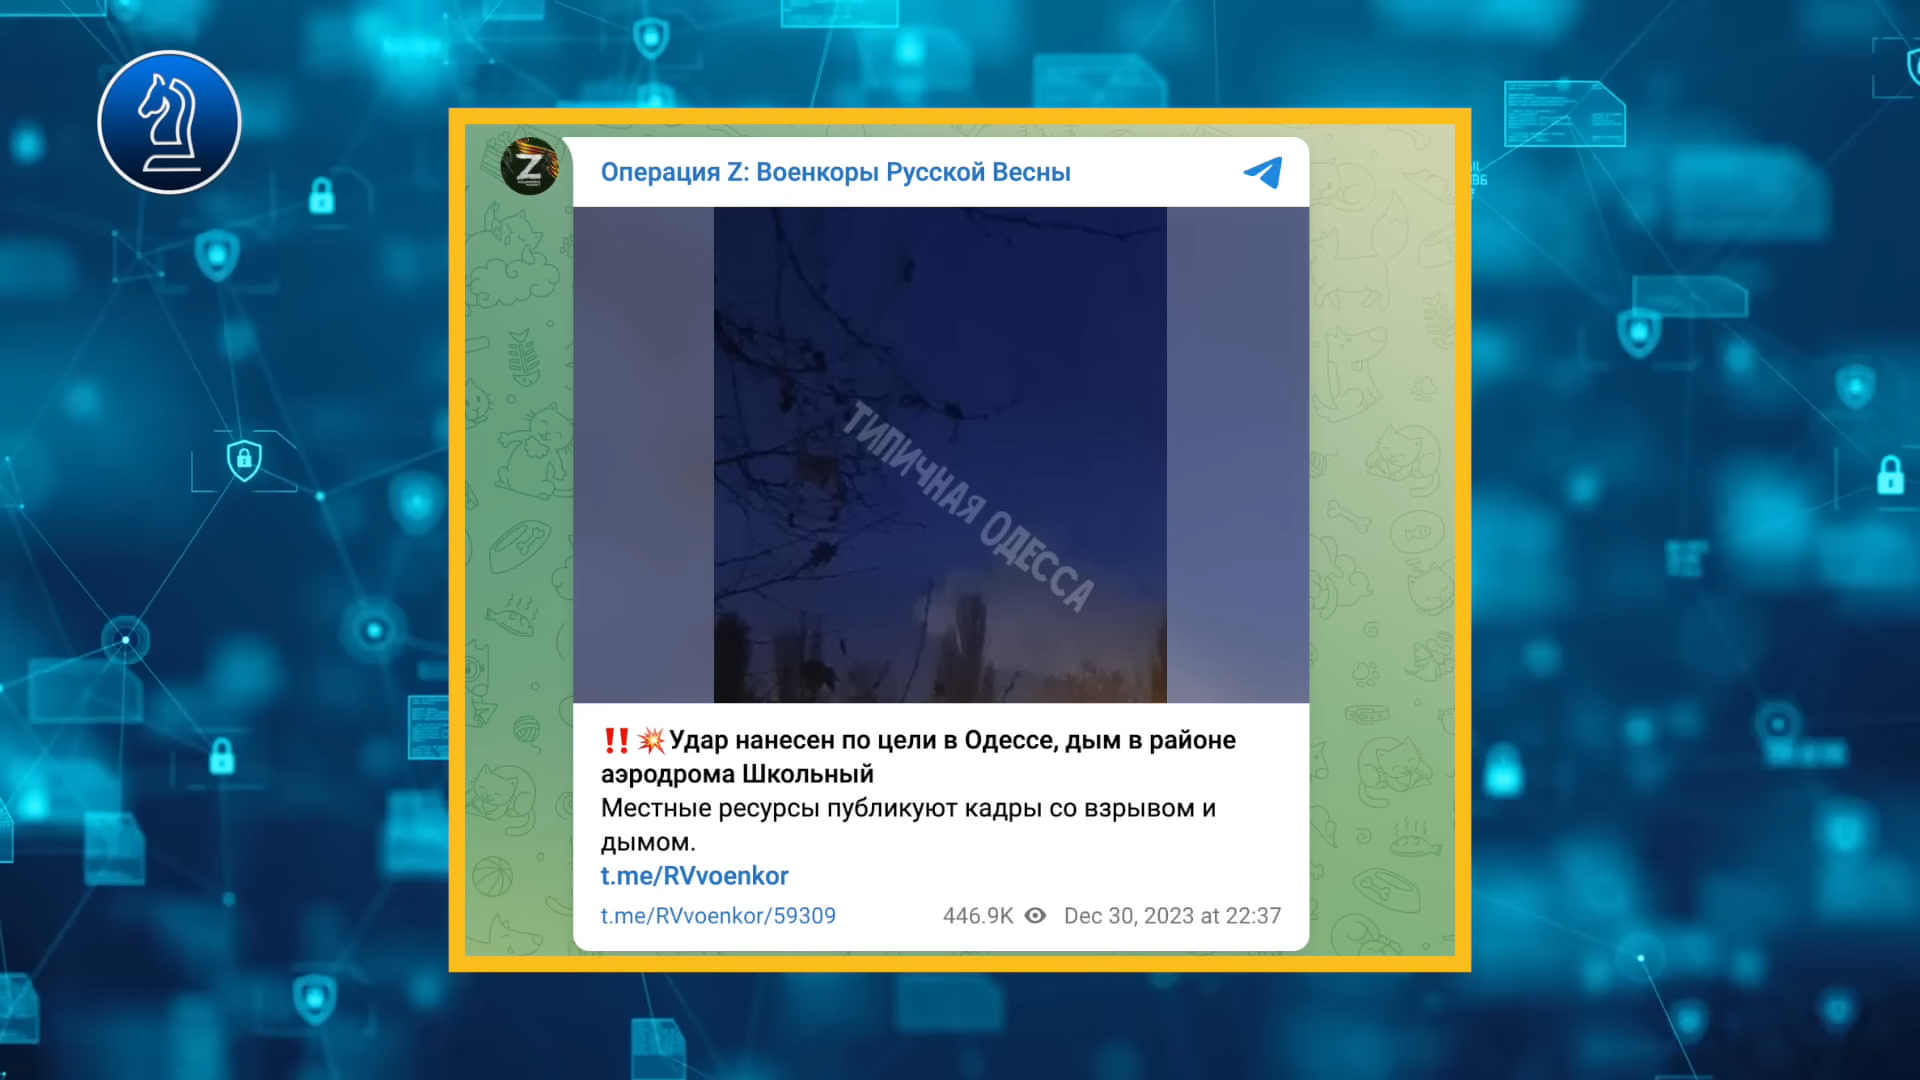 Операция Z: Военкоры Русской Весны
ТИПИЧНАЯ ОДЕССА
‼️💥Удар нанесен по цели в Одессе, дым в районе
аэродрома Школьный
Местные ресурсы публикуют кадры со взрывом и
дымом.
t.me/RVvoenkor
t.me/RVvoenkor/59309 446.9K Dec 30, 2023 at 22:37